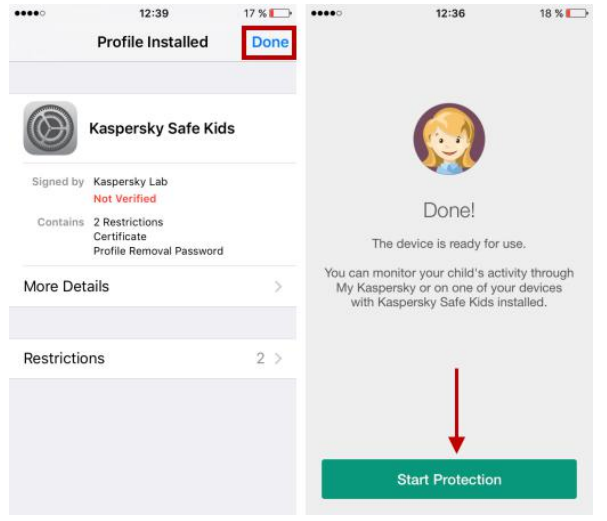 12:39
17 %
Profile Installed
Done
Kaspersky Safe Kids
Signed by Kaspersky Lab
Not Verified
Contains 2 Restrictions
Certificate
Profile Removal Password
More Details
Restrictions 2
12:36
18 %
Done!
The device is ready for use.
You can monitor your child's activity through
My Kaspersky or on one of your devices
with Kaspersky Safe Kids installed.
Start Protection